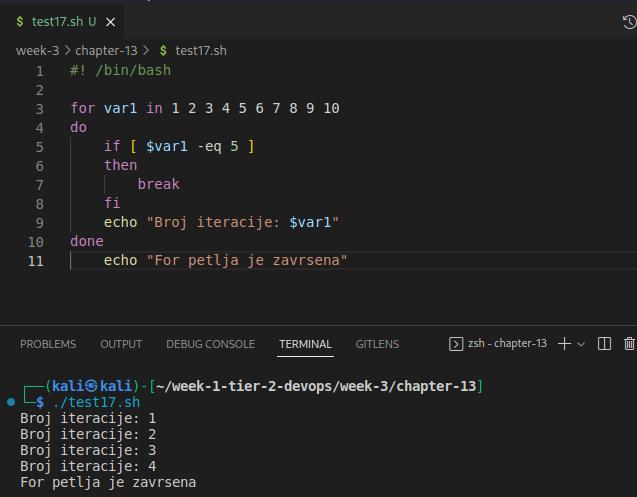 $ test17.sh U ×
week-3 > chapter-13 > $ test17.sh
1 #! /bin/bash
2
3 for var1 in 1 2 3 4 5 6 7 8 9 10
4 do
5 if [ $var1 -eq 5 ]
6 then
7 break
8 fi
9 echo "Broj iteracije: $var1"
10 done
11 echo "For petlja je zavrsena"
PROBLEMS OUTPUT DEBUG CONSOLE TERMINAL GITLENS zsh - chapter-13
┌──(kali㉿kali)-[~/week-1-tier-2-devops/week-3/chapter-13]
└─$ ./test17.sh
Broj iteracije: 1
Broj iteracije: 2
Broj iteracije: 3
Broj iteracije: 4
For petlja je zavrsena